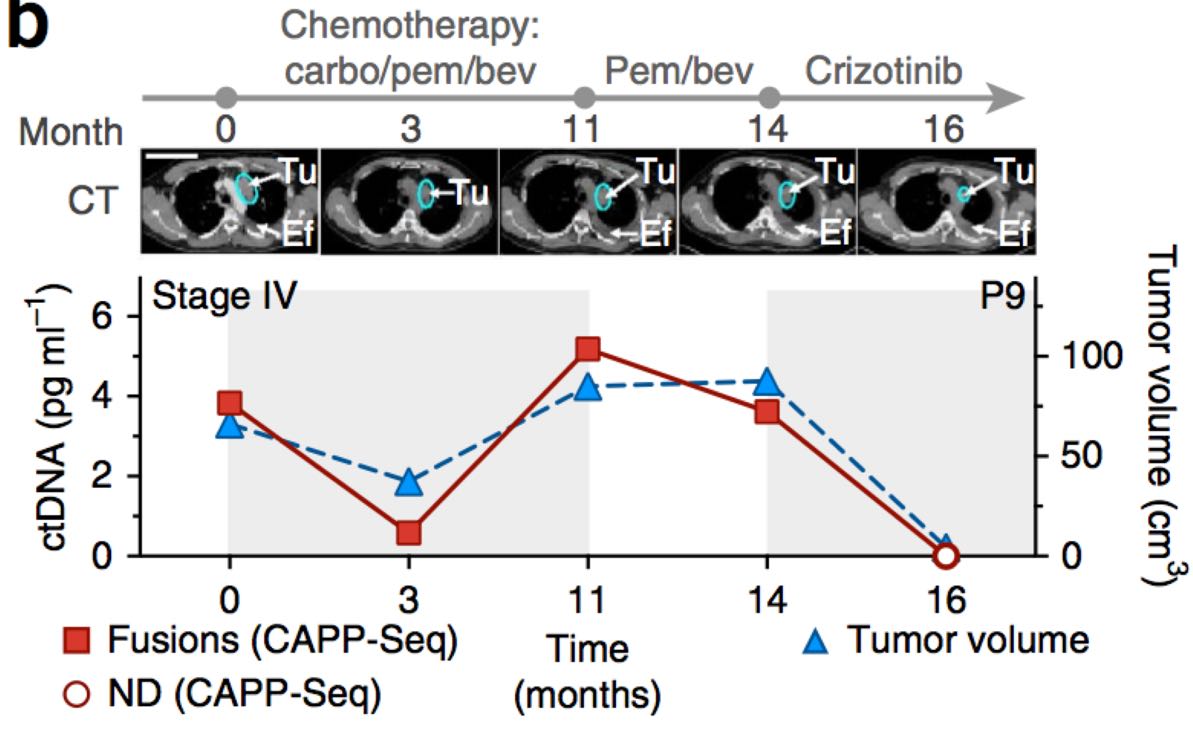 b
Chemotherapy:
carbo/pem/bev Pem/bev Crizotinib
Month 0 3 11 14 16
CT
Tu Tu Tu Tu Tu
Ef Ef Ef Ef
Stage IV P9
ctDNA (pg ml⁻¹)
6
4
2
0
Tumor volume (cm³)
100
50
0
0 3 11 14 16
Time
(months)
Fusions (CAPP-Seq)
ND (CAPP-Seq)
Tumor volume